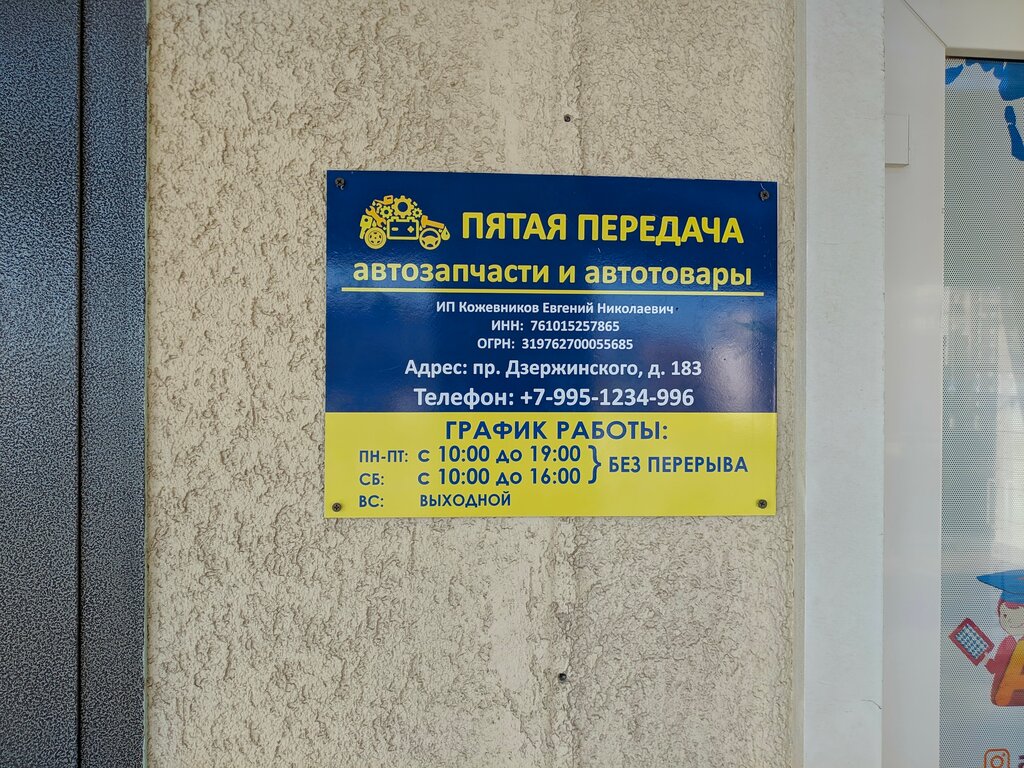 ПЯТАЯ ПЕРЕДАЧА
автозапчасти и автотовары
ИП Кожевников Евгений Николаевич
ИНН: 761015257865
ОГРН: 319762700055685
Адрес: пр. Дзержинского, д. 183
Телефон: +7-995-1234-996
ГРАФИК РАБОТЫ:
ПН-ПТ: с 10:00 до 19:00
СБ: с 10:00 до 16:00
БЕЗ ПЕРЕРЫВА
ВС: ВЫХОДНОЙ